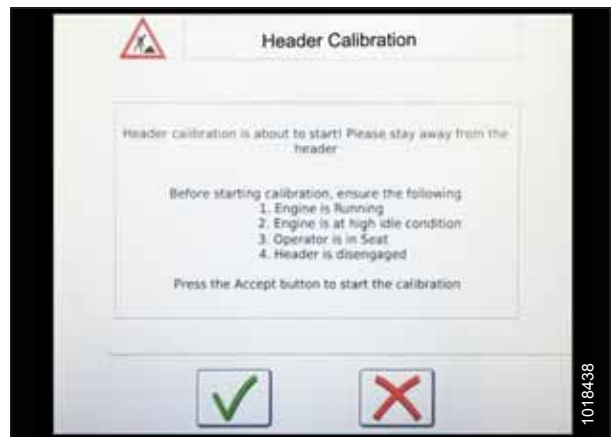 Header Calibration
Header calibration is about to start! Please stay away from the
header
Before starting calibration, ensure the following
1. Engine is Running
2. Engine is at high idle condition
3. Operator is in Seat
4. Header is disengaged
Press the Accept button to start the calibration
1018438